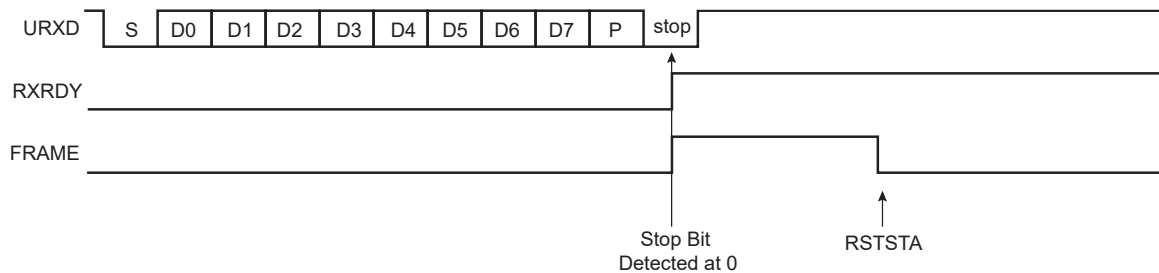 URXD S D0 D1 D2 D3 D4 D5 D6 D7 P stop
RXRDY
FRAME
Stop Bit
Detected at 0
RSTSTA